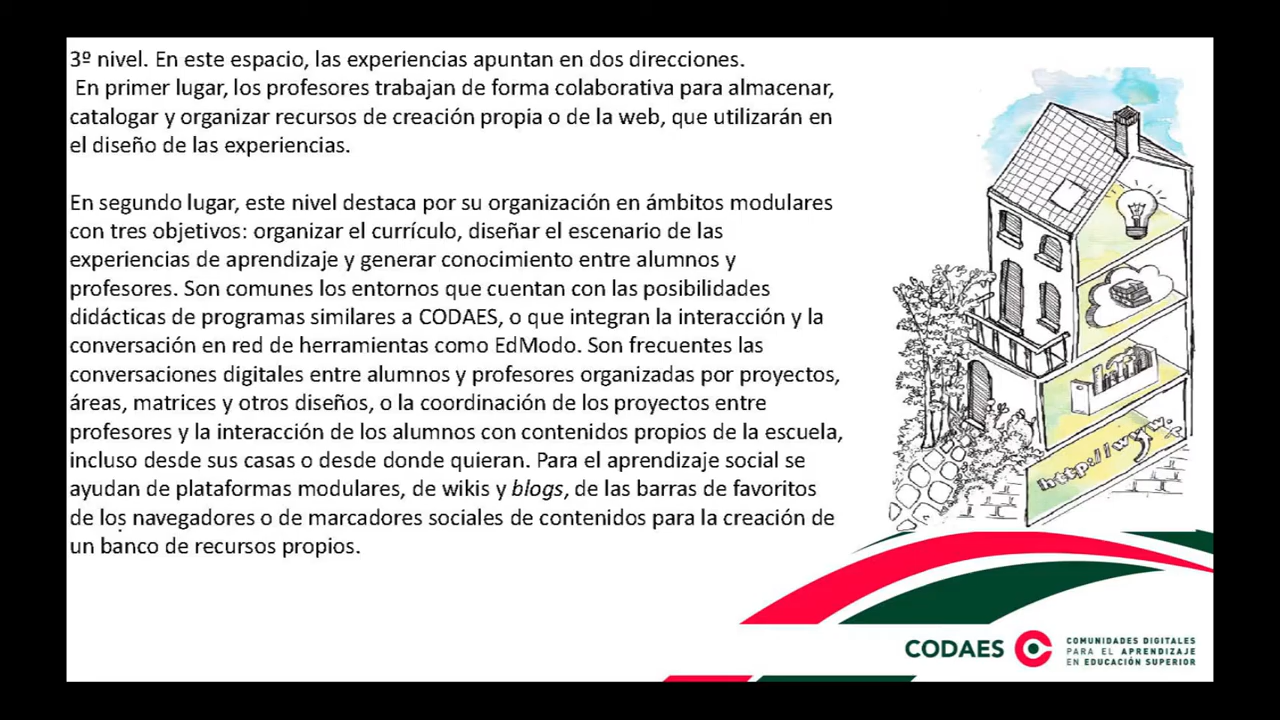 3º nivel. En este espacio, las experiencias apuntan en dos direcciones.
En primer lugar, los profesores trabajan de forma colaborativa para almacenar,
catalogar y organizar recursos de creación propia o de la web, que utilizarán en
el diseño de las experiencias.
En segundo lugar, este nivel destaca por su organización en ámbitos modulares
con tres objetivos: organizar el currículo, diseñar el escenario de las
experiencias de aprendizaje y generar conocimiento entre alumnos y
profesores. Son comunes los entornos que cuentan con las posibilidades
didácticas de programas similares a CODAES, o que integran la interacción y la
conversación en red de herramientas como EdModo. Son frecuentes las
conversaciones digitales entre alumnos y profesores organizadas por proyectos,
áreas, matrices y otros diseños, o la coordinación de los proyectos entre
profesores y la interacción de los alumnos con contenidos propios de la escuela,
incluso desde sus casas o desde donde quieran. Para el aprendizaje social se
ayudan de plataformas modulares, de wikis y blogs, de las barras de favoritos
de los navegadores o de marcadores sociales de contenidos para la creación de
un banco de recursos propios.
http://www.
CODAES
COMUNIDADES DIGITALES
PARA EL APRENDIZAJE
EN EDUCACIÓN SUPERIOR